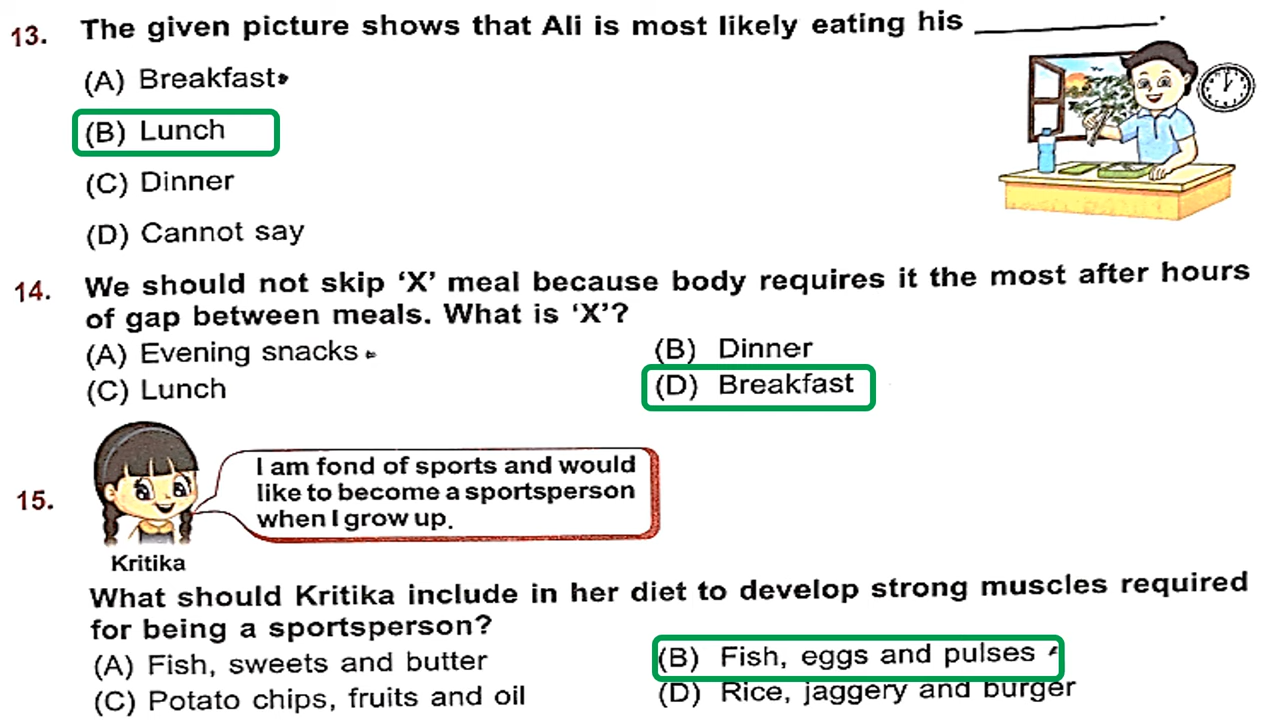 13. The given picture shows that Ali is most likely eating his ___________.
(A) Breakfast
(B) Lunch
(C) Dinner
(D) Cannot say
14. We should not skip ‘X’ meal because body requires it the most after hours
of gap between meals. What is ‘X’?
(A) Evening snacks (B) Dinner
(C) Lunch (D) Breakfast
15. I am fond of sports and would
like to become a sportsperson
when I grow up.
Kritika
What should Kritika include in her diet to develop strong muscles required
for being a sportsperson?
(A) Fish, sweets and butter (B) Fish, eggs and pulses
(C) Potato chips, fruits and oil (D) Rice, jaggery and burger